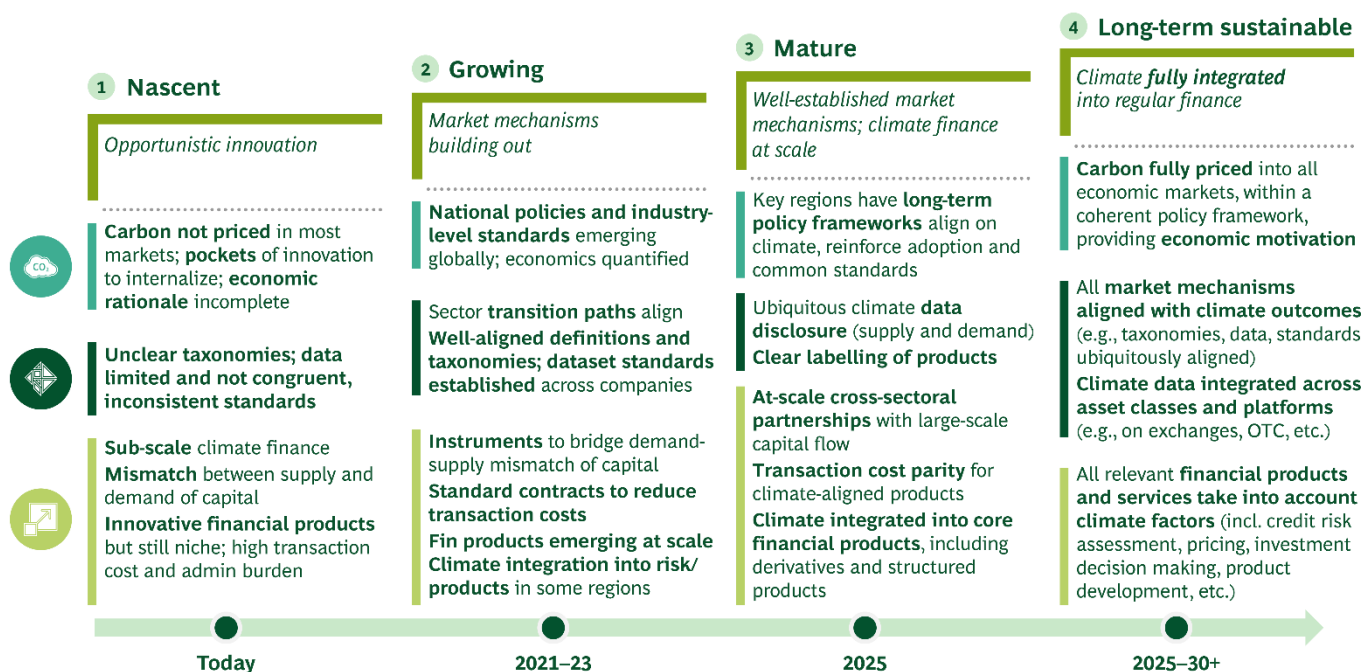 1 Nascent
Opportunistic innovation
Carbon not priced in most
markets; pockets of innovation
to internalize; economic
rationale incomplete
Unclear taxonomies; data
limited and not congruent,
inconsistent standards
Sub-scale climate finance
Mismatch between supply and
demand of capital
Innovative financial products
but still niche; high transaction
cost and admin burden
Today
2 Growing
Market mechanisms
building out
National policies and industry-
level standards emerging
globally; economics quantified
Sector transition paths align
Well-aligned definitions and
taxonomies; dataset standards
established across companies
Instruments to bridge demand-
supply mismatch of capital
Standard contracts to reduce
transaction costs
Fin products emerging at scale
Climate integration into risk/
products in some regions
2021–23
3 Mature
Well-established market
mechanisms; climate finance
at scale
Key regions have long-term
policy frameworks align on
climate, reinforce adoption and
common standards
Ubiquitous climate data
disclosure (supply and demand)
Clear labelling of products
At-scale cross-sectoral
partnerships with large-scale
capital flow
Transaction cost parity for
climate-aligned products
Climate integrated into core
financial products, including
derivatives and structured
products
2025
4 Long-term sustainable
Climate fully integrated
into regular finance
Carbon fully priced into all
economic markets, within a
coherent policy framework,
providing economic motivation
All market mechanisms
aligned with climate outcomes
(e.g., taxonomies, data, standards
ubiquitously aligned)
Climate data integrated across
asset classes and platforms
(e.g., on exchanges, OTC, etc.)
All relevant financial products
and services take into account
climate factors (incl. credit risk
assessment, pricing, investment
decision making, product
development, etc.)
2025–30+
CO₂